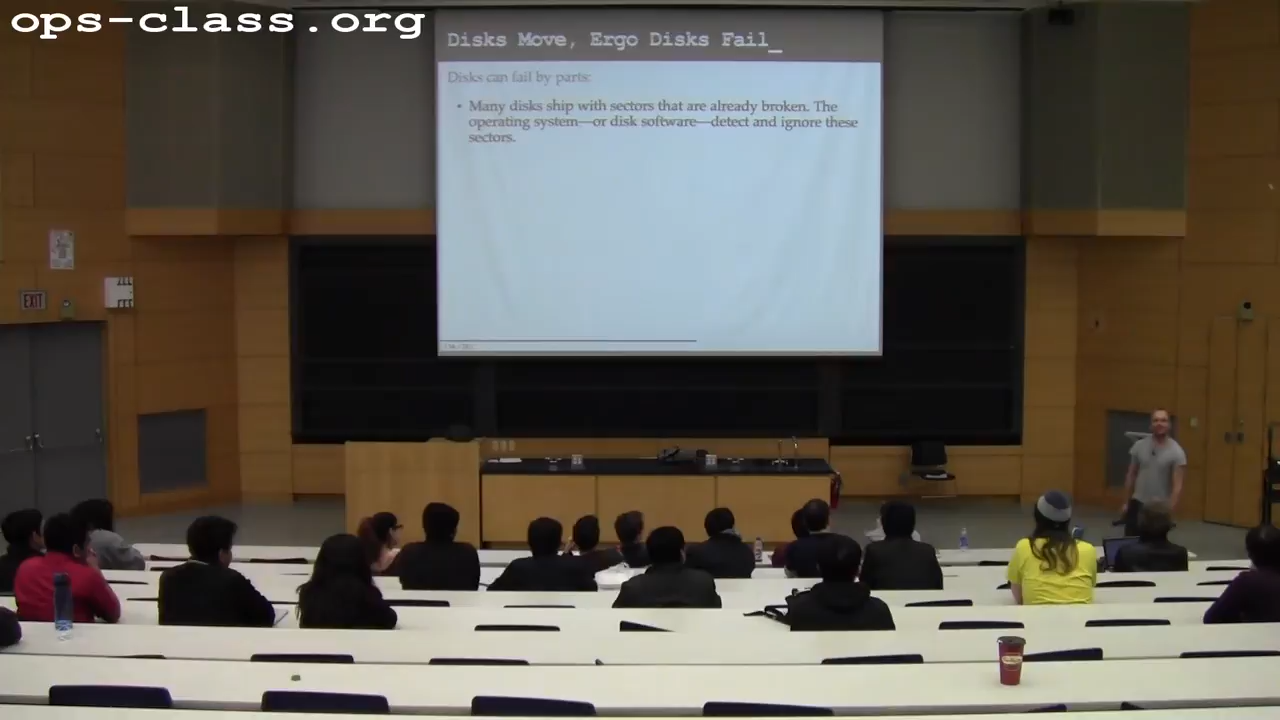 ops-class.org
Disks Move, Ergo Disks Fail_
Disks can fail by parts:
• Many disks ship with sectors that are already broken. The
operating system—or disk software—detect and ignore these
sectors.
EXIT